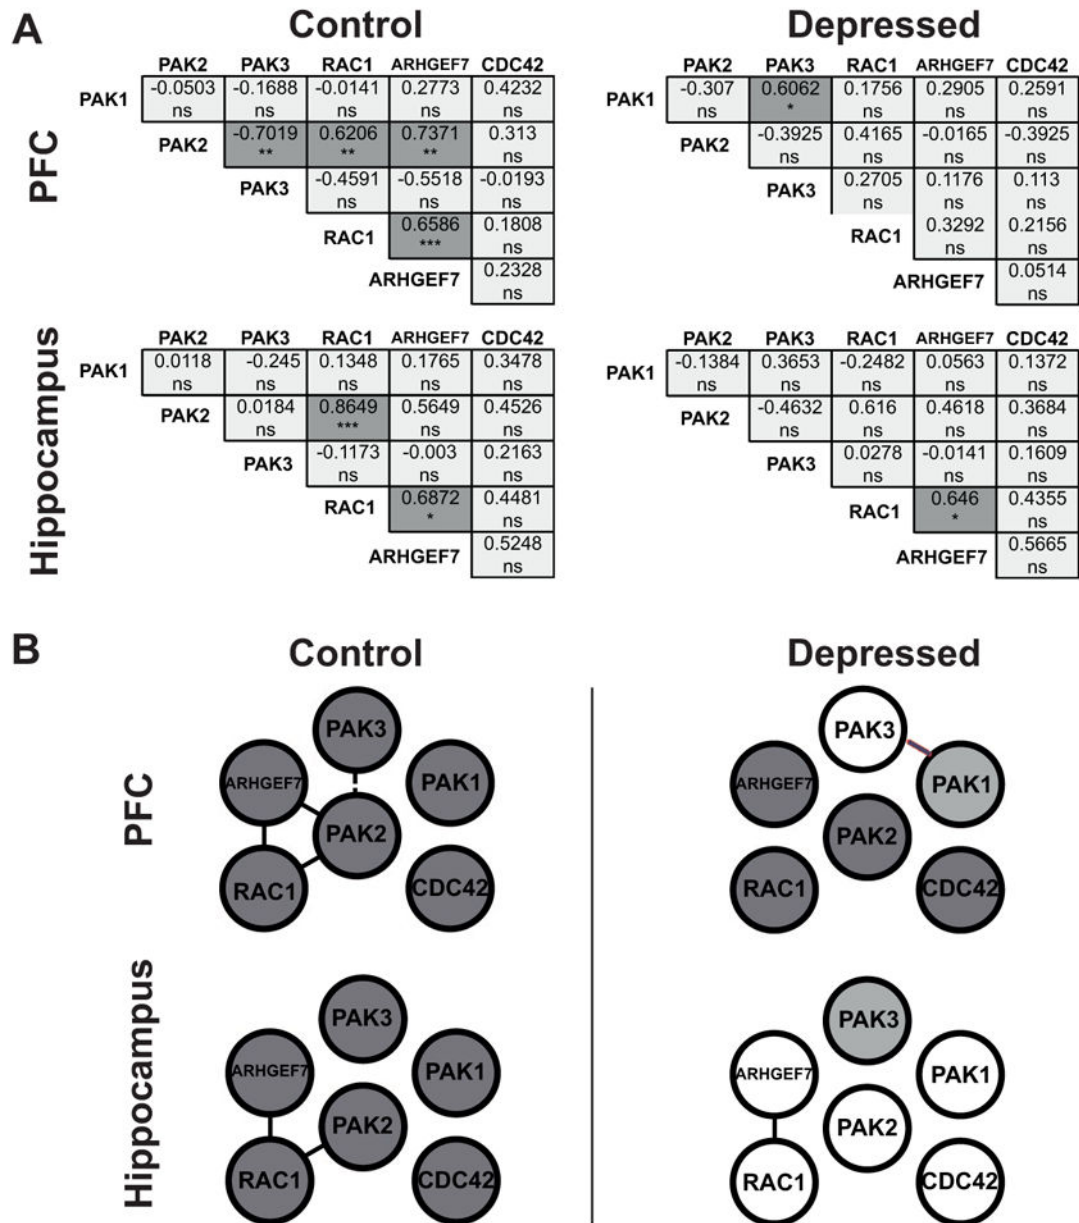 A
Control
Depressed
PFC
PAK2 PAK3 RAC1 ARHGEF7 CDC42
PAK1 -0.0503 -0.1688 -0.0141 0.2773 0.4232
ns ns ns ns ns
PAK2 -0.7019 0.6206 0.7371 0.313
** ** ** ns
PAK3 -0.4591 -0.5518 -0.0193
ns ns ns
RAC1 0.6586 0.1808
*** ns
ARHGEF7 0.2328
ns
PAK2 PAK3 RAC1 ARHGEF7 CDC42
PAK1 -0.307 0.6062 0.1756 0.2905 0.2591
ns * ns ns ns
PAK2 -0.3925 0.4165 -0.0165 -0.3925
ns ns ns ns
PAK3 0.2705 0.1176 0.113
ns ns ns
RAC1 0.3292 0.2156
ns ns
ARHGEF7 0.0514
ns
Hippocampus
PAK2 PAK3 RAC1 ARHGEF7 CDC42
PAK1 0.0118 -0.245 0.1348 0.1765 0.3478
ns ns ns ns ns
PAK2 0.0184 0.8649 0.5649 0.4526
ns *** ns ns
PAK3 -0.1173 -0.003 0.2163
ns ns ns
RAC1 0.6872 0.4481
* ns
ARHGEF7 0.5248
ns
PAK2 PAK3 RAC1 ARHGEF7 CDC42
PAK1 -0.1384 0.3653 -0.2482 0.0563 0.1372
ns ns ns ns ns
PAK2 -0.4632 0.616 0.4618 0.3684
ns ns ns ns
PAK3 0.0278 -0.0141 0.1609
ns ns ns
RAC1 0.646 0.4355
* ns
ARHGEF7 0.5665
ns
B
Control
Depressed
PFC
PAK3
ARHGEF7
PAK1
PAK2
RAC1
CDC42
PAK3
ARHGEF7
PAK1
PAK2
RAC1
CDC42
Hippocampus
PAK3
ARHGEF7
PAK1
PAK2
RAC1
CDC42
PAK3
ARHGEF7
PAK1
PAK2
RAC1
CDC42